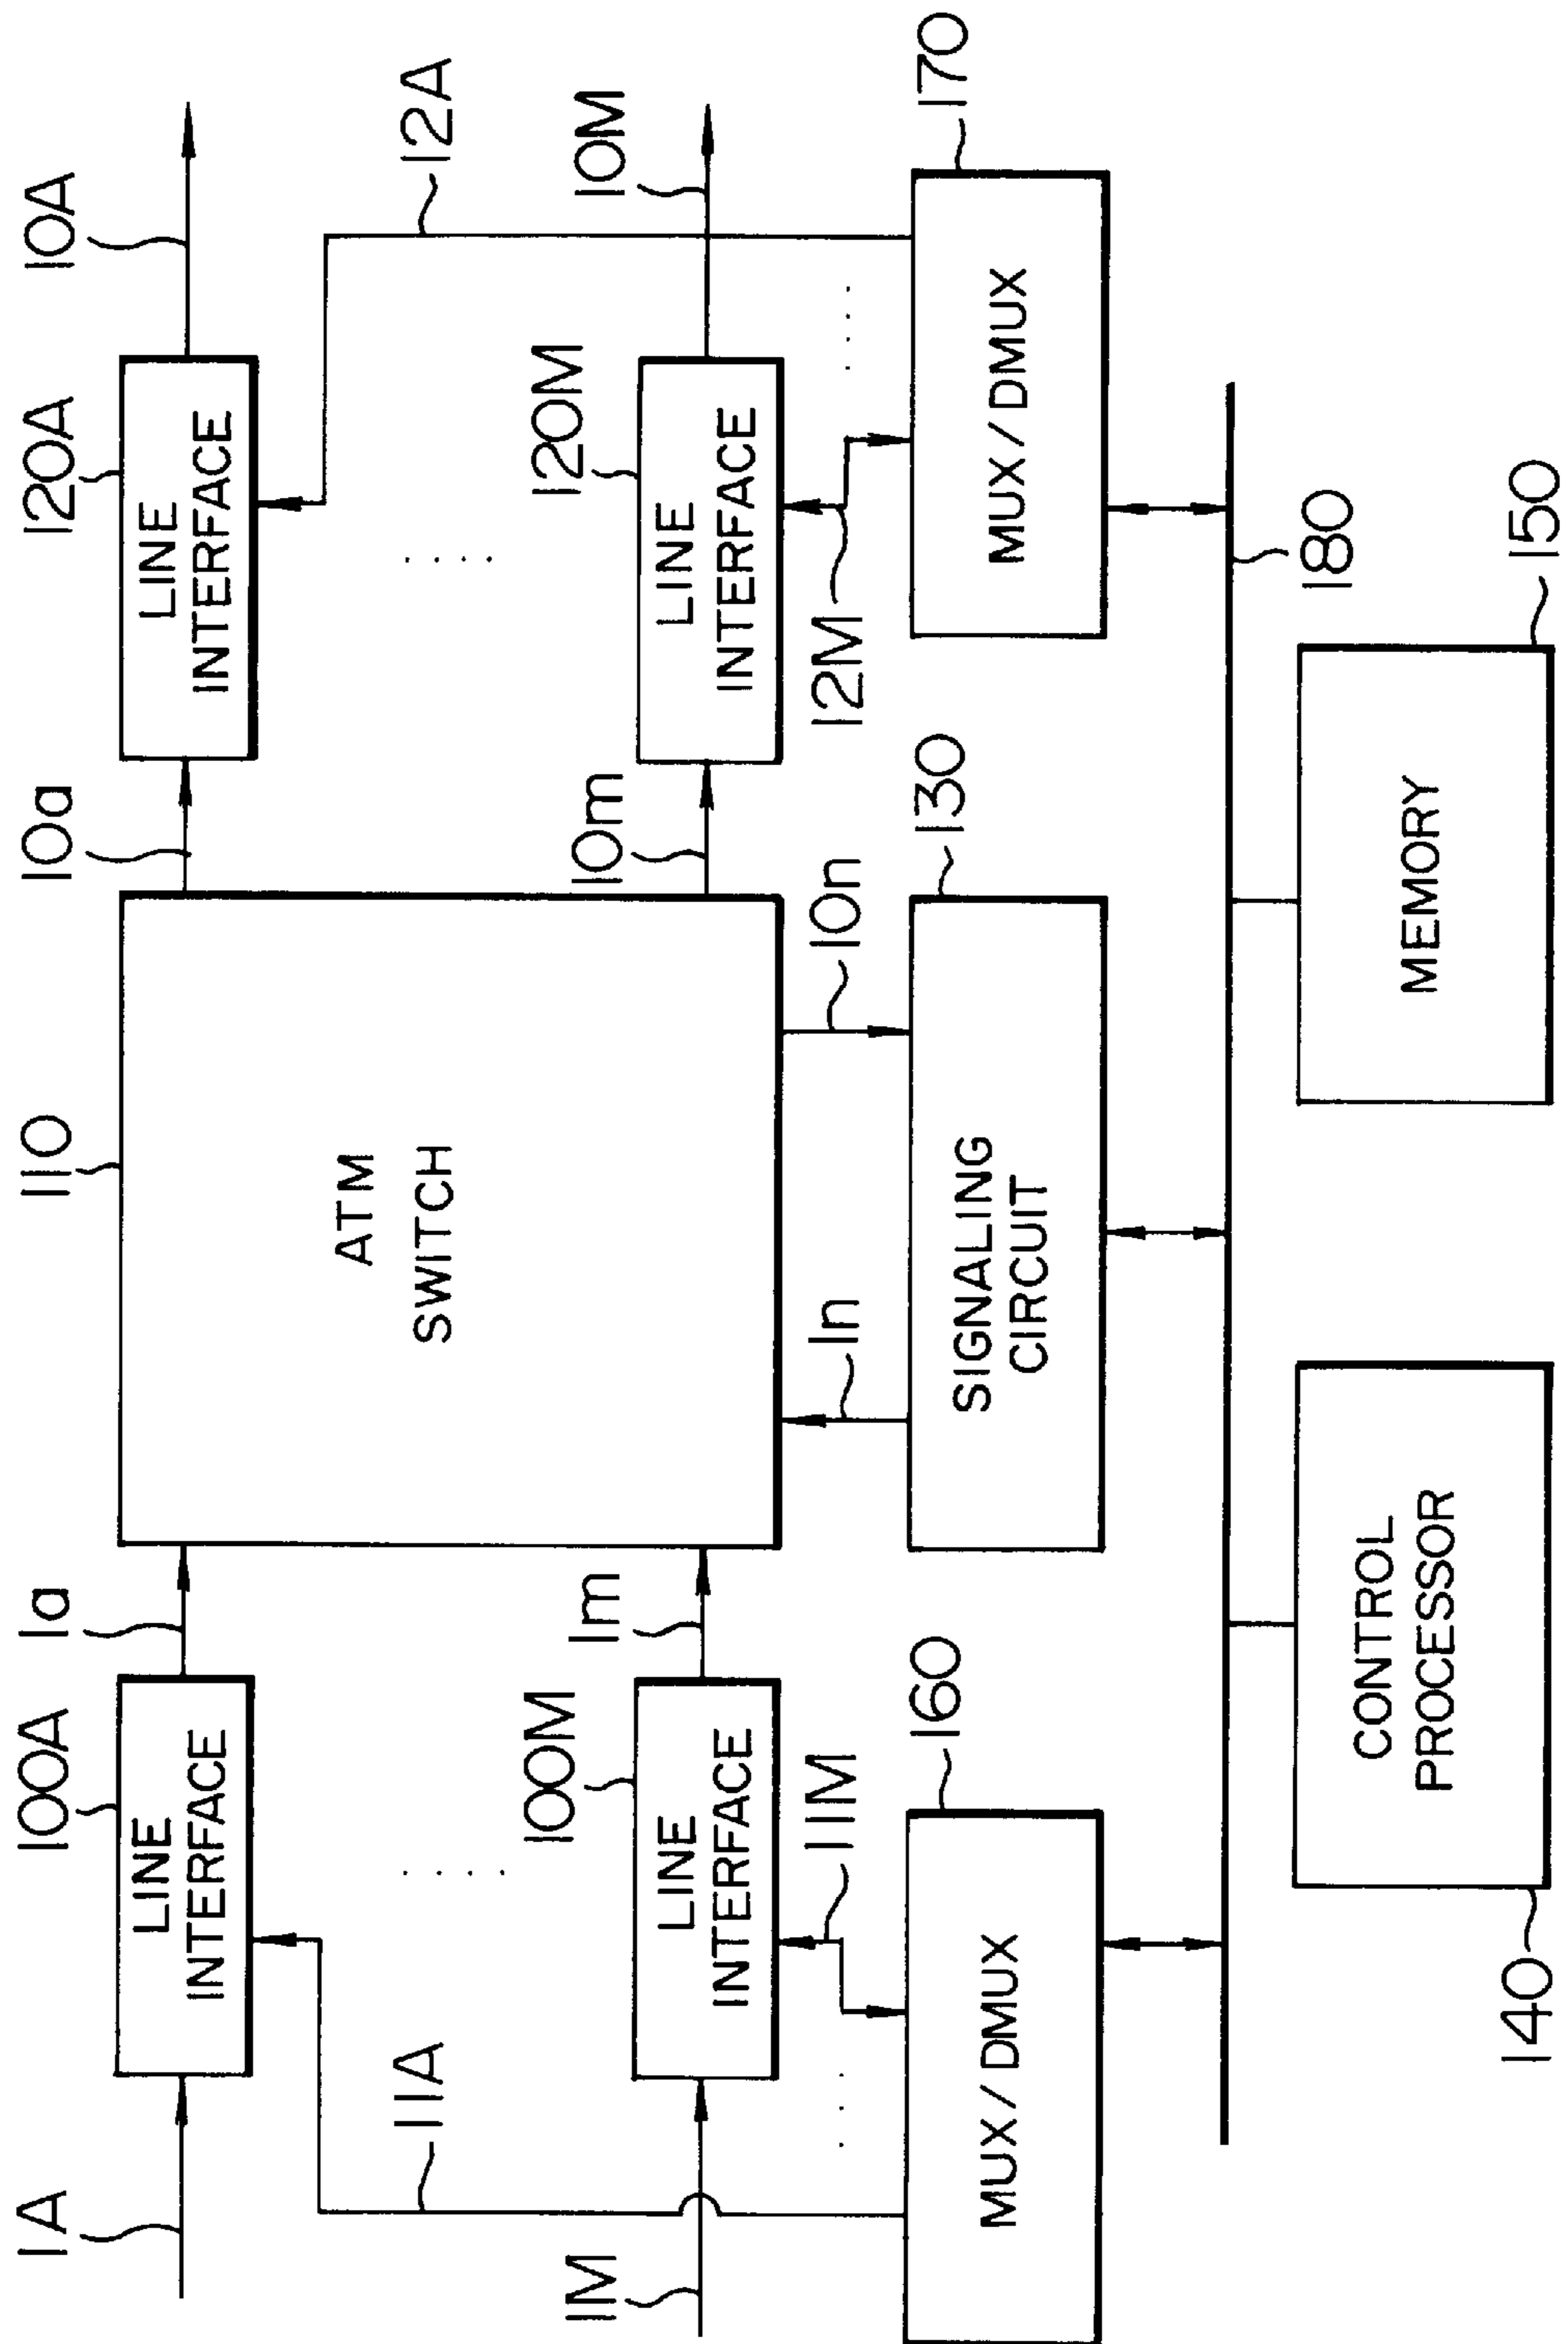 1A
100A
LINE
INTERFACE
1a
110
ATM
SWITCH
10a
120A
LINE
INTERFACE
10A
11A
12A
1M
100M
LINE
INTERFACE
1m
10m
120M
LINE
INTERFACE
10M
11M
1n
10n
12M
160
MUX/DMUX
130
SIGNALING
CIRCUIT
170
MUX/DMUX
180
140
CONTROL
PROCESSOR
150
MEMORY